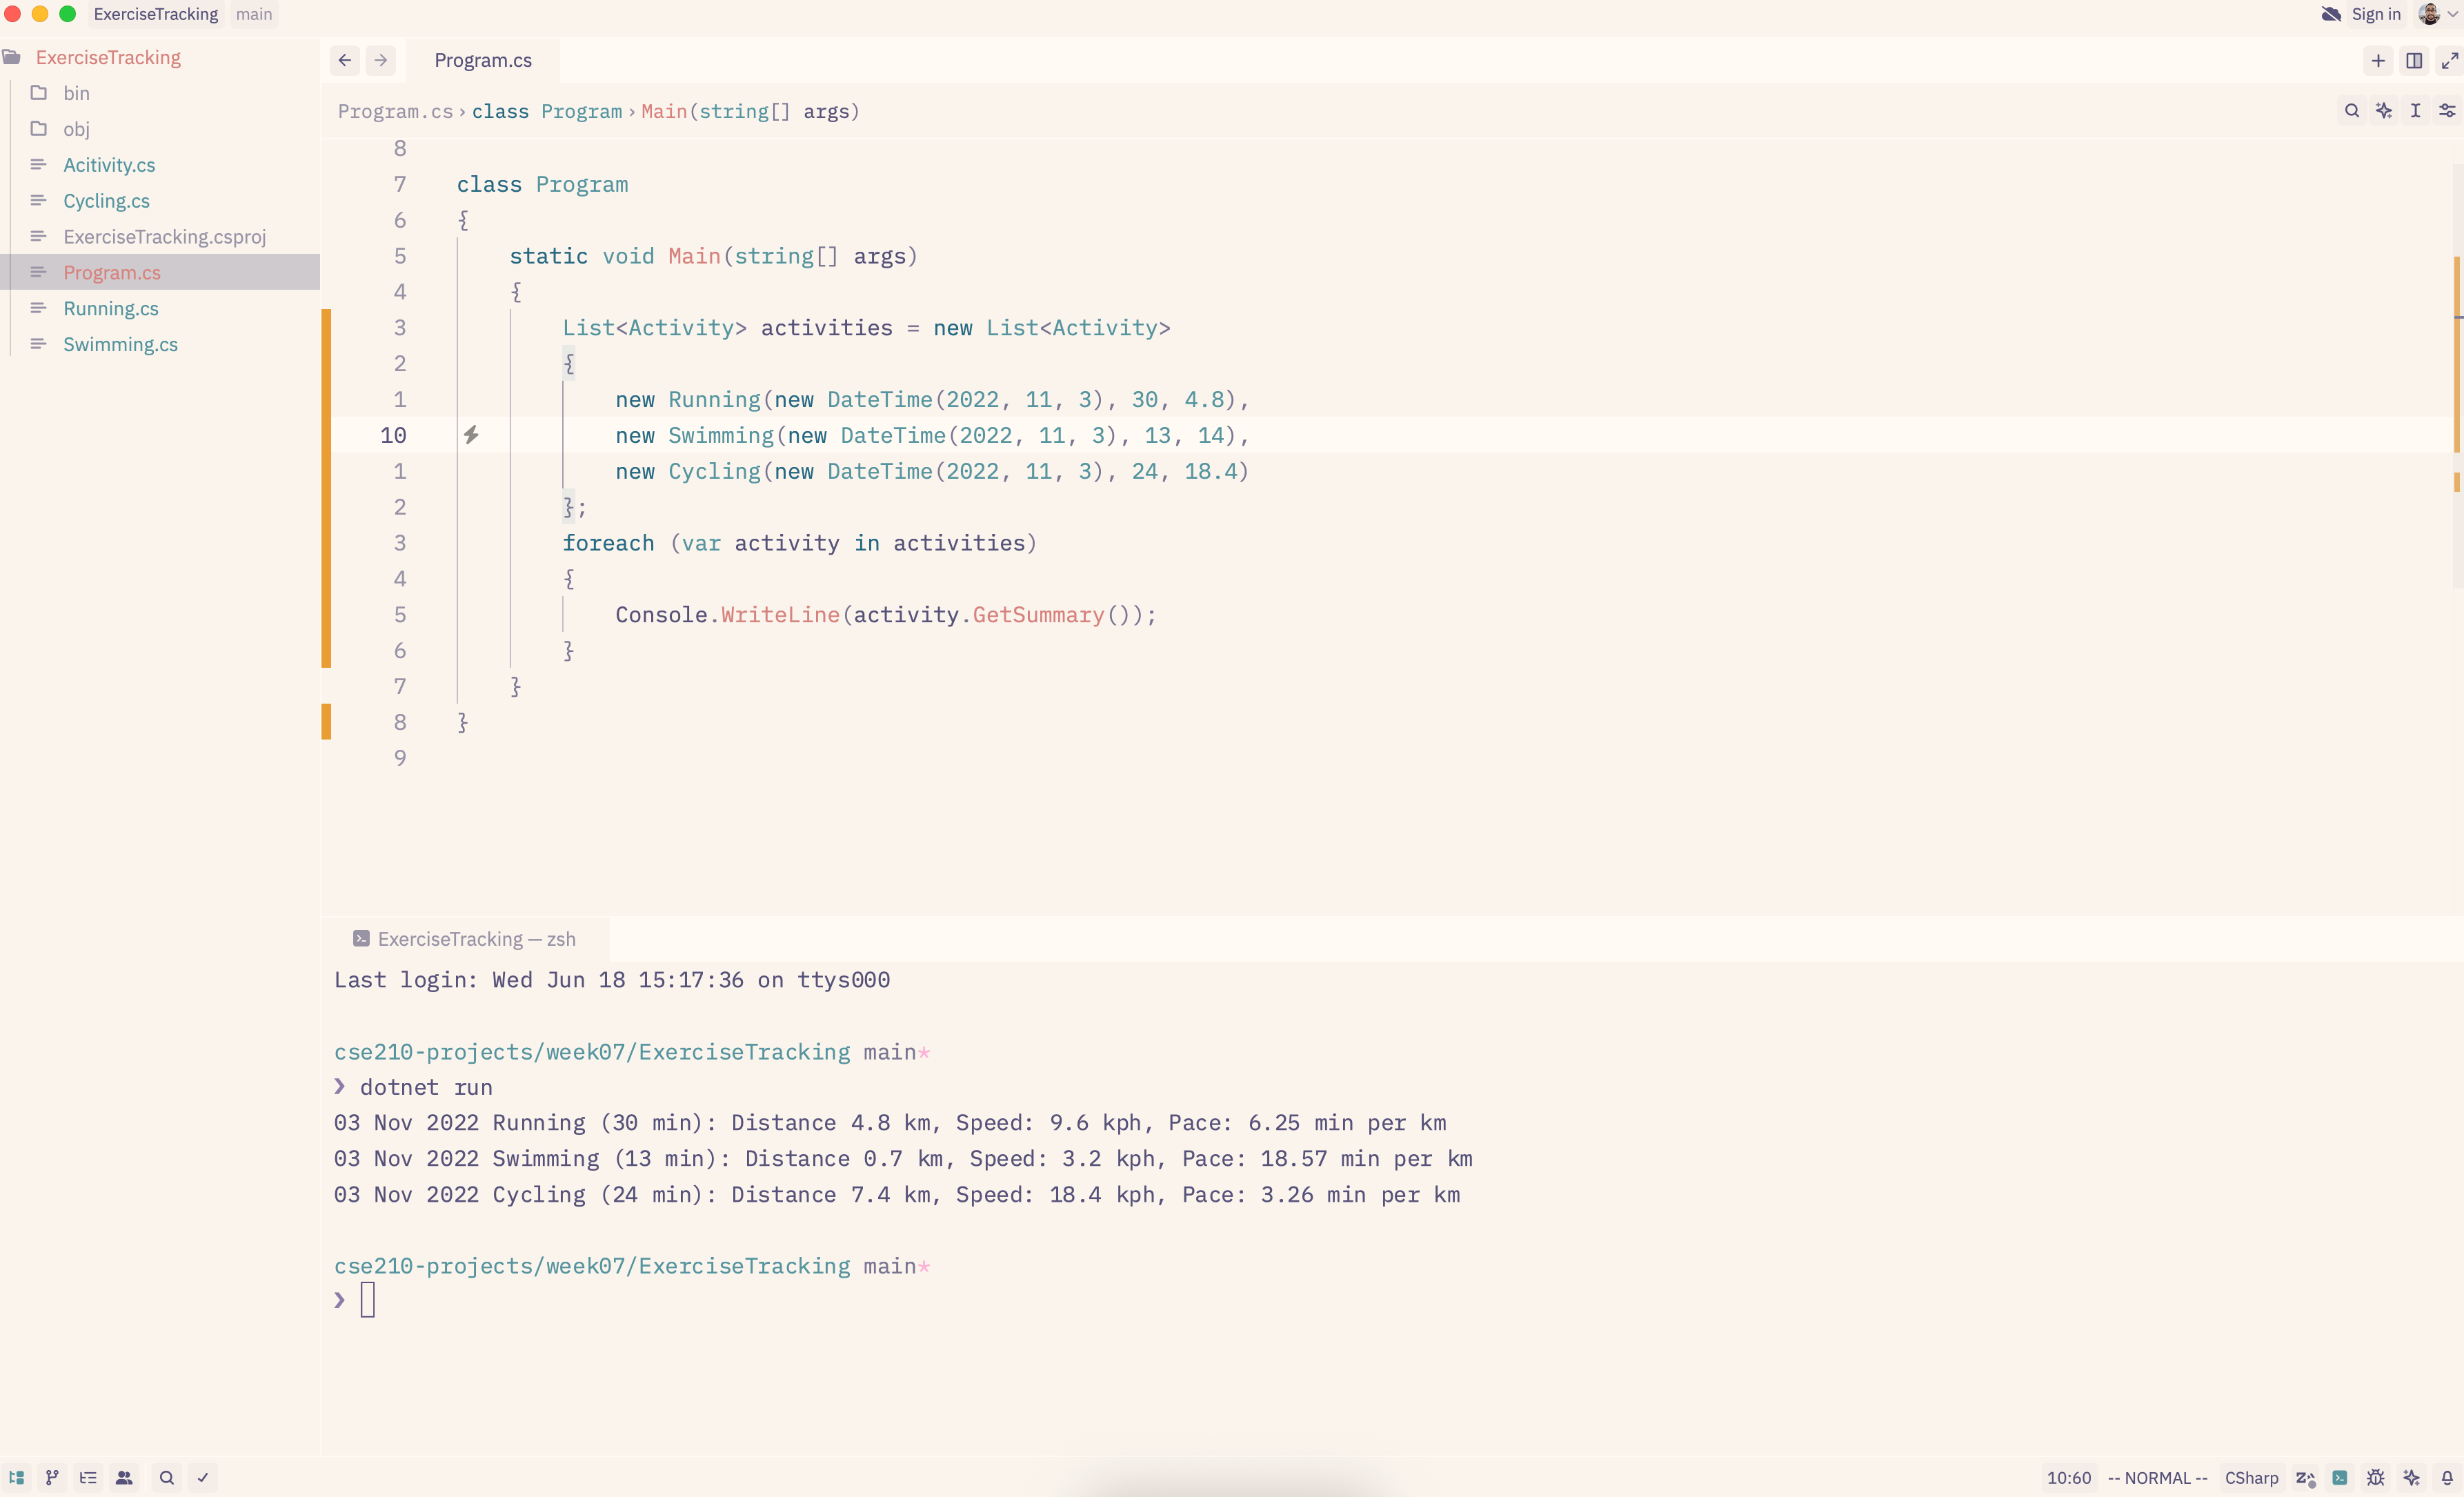 ExerciseTracking main Sign in
ExerciseTracking
bin
obj
Acitivity.cs
Cycling.cs
ExerciseTracking.csproj
Program.cs
Running.cs
Swimming.cs
Program.cs
Program.cs › class Program › Main(string[] args)
8
7 class Program
6 {
5 static void Main(string[] args)
4 {
3 List<Activity> activities = new List<Activity>
2 {
1 new Running(new DateTime(2022, 11, 3), 30, 4.8),
10 new Swimming(new DateTime(2022, 11, 3), 13, 14),
1 new Cycling(new DateTime(2022, 11, 3), 24, 18.4)
2 };
3 foreach (var activity in activities)
4 {
5 Console.WriteLine(activity.GetSummary());
6 }
7 }
8 }
9
ExerciseTracking — zsh
Last login: Wed Jun 18 15:17:36 on ttys000
cse210-projects/week07/ExerciseTracking main*
❯ dotnet run
03 Nov 2022 Running (30 min): Distance 4.8 km, Speed: 9.6 kph, Pace: 6.25 min per km
03 Nov 2022 Swimming (13 min): Distance 0.7 km, Speed: 3.2 kph, Pace: 18.57 min per km
03 Nov 2022 Cycling (24 min): Distance 7.4 km, Speed: 18.4 kph, Pace: 3.26 min per km
cse210-projects/week07/ExerciseTracking main*
❯
10:60 -- NORMAL -- CSharp